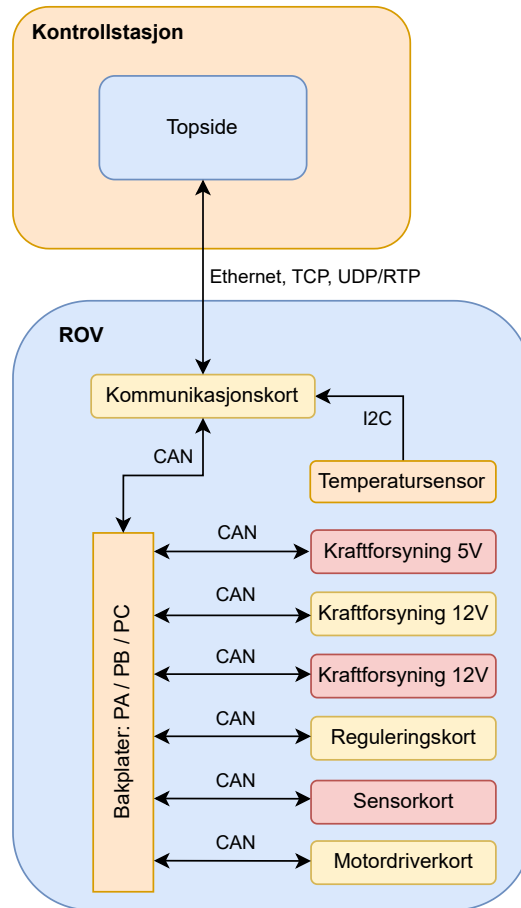 Kontrollstasjon
Topside
Ethernet, TCP, UDP/RTP
ROV
Kommunikasjonskort
I2C
CAN
Temperatursensor
Bakplater: PA / PB / PC
CAN
Kraftforsyning 5V
CAN
Kraftforsyning 12V
CAN
Kraftforsyning 12V
CAN
Reguleringskort
CAN
Sensorkort
CAN
Motordriverkort